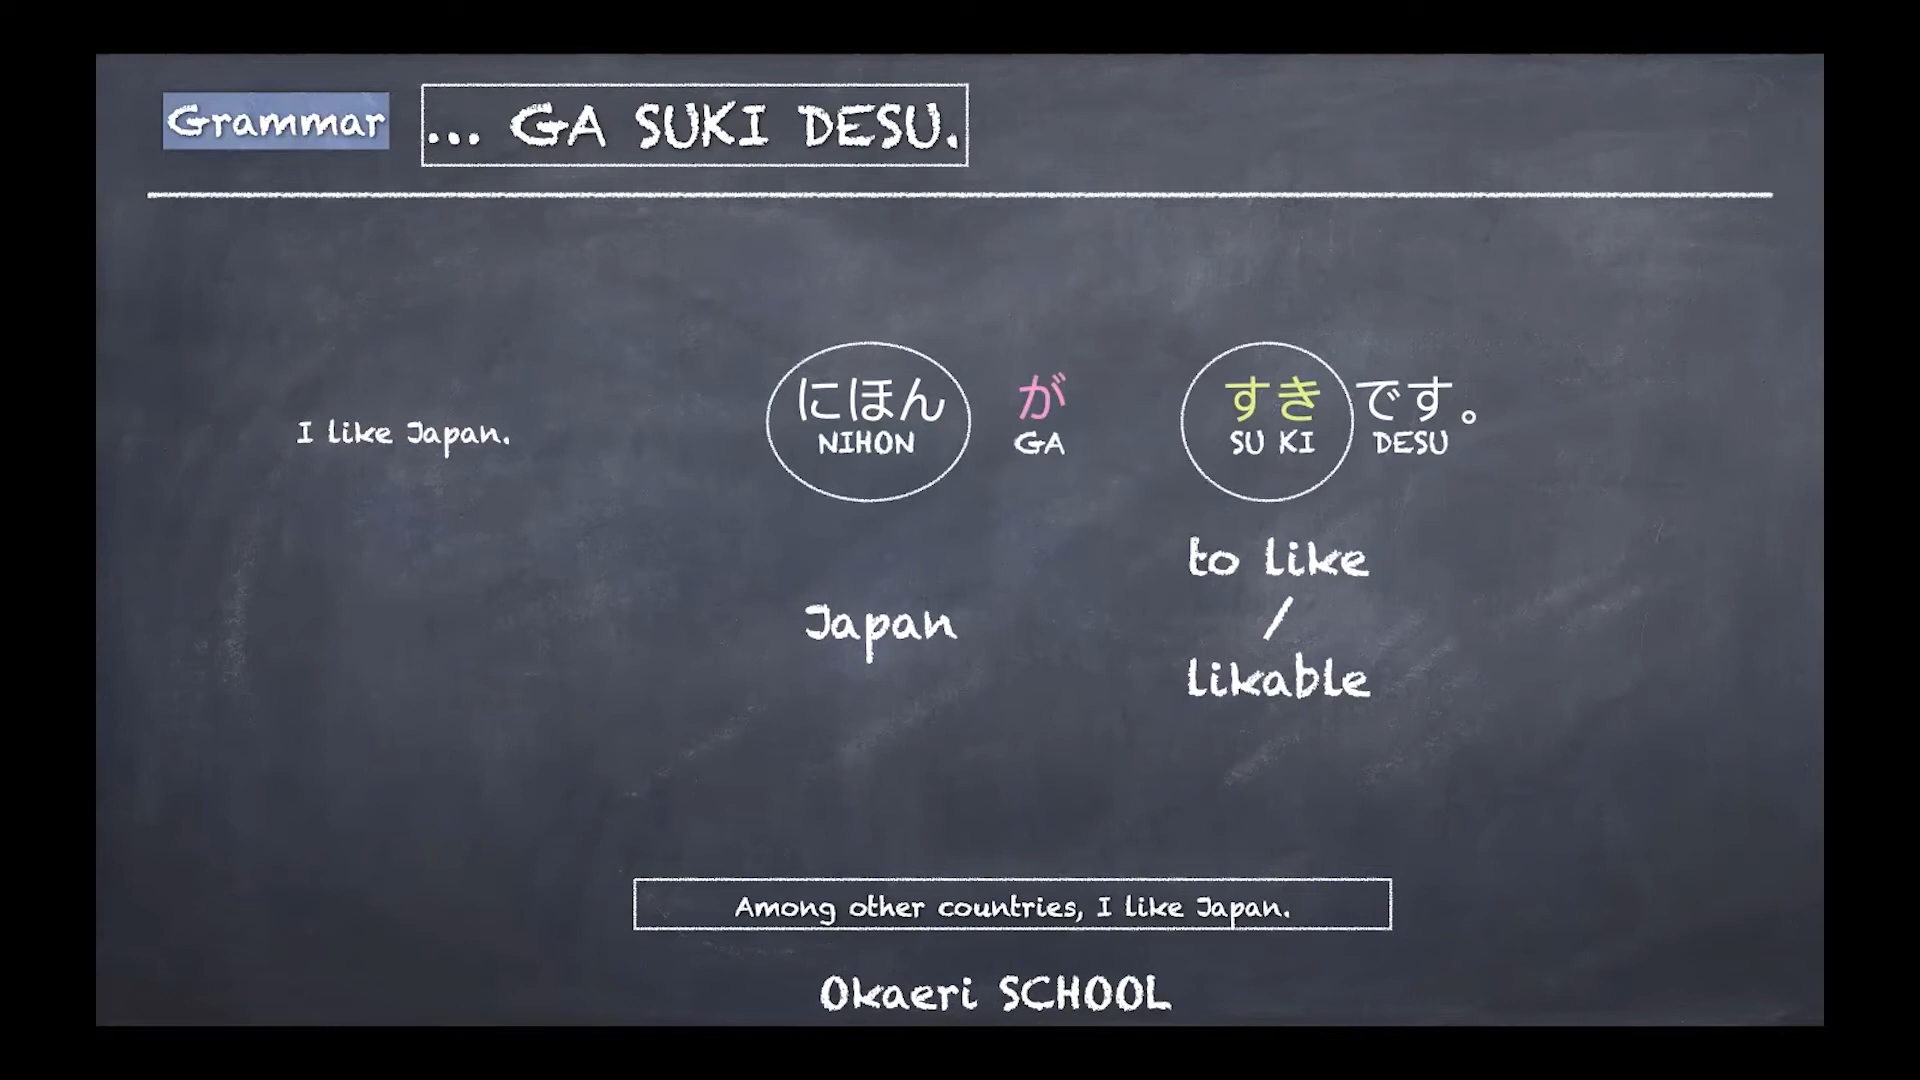 Grammar
... GA SUKI DESU.
I like Japan.
にほん が すきです。
NIHON GA SU KI DESU
Japan
to like
/
likable
Among other countries, I like Japan.
Okaeri SCHOOL